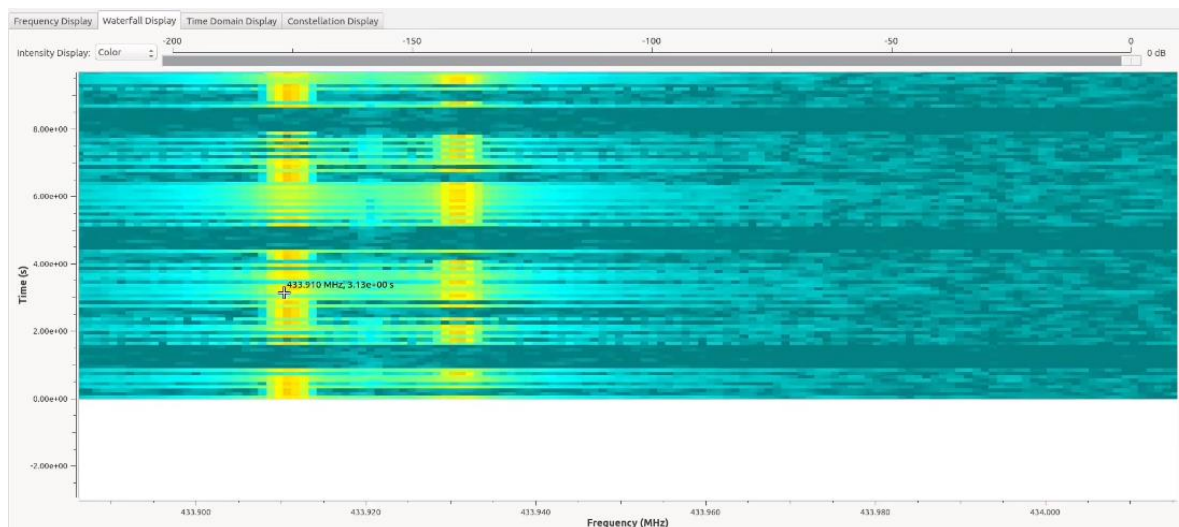 Frequency Display Waterfall Display Time Domain Display Constellation Display
Intensity Display: Color
-200 -150 -100 -50 0
0 dB
8.00e+00
6.00e+00
4.00e+00
433.910 MHz, 3.13e+00 s
2.00e+00
0.00e+00
-2.00e+00
Time (s)
433.900 433.920 433.940 433.960 433.980 434.000
Frequency (MHz)